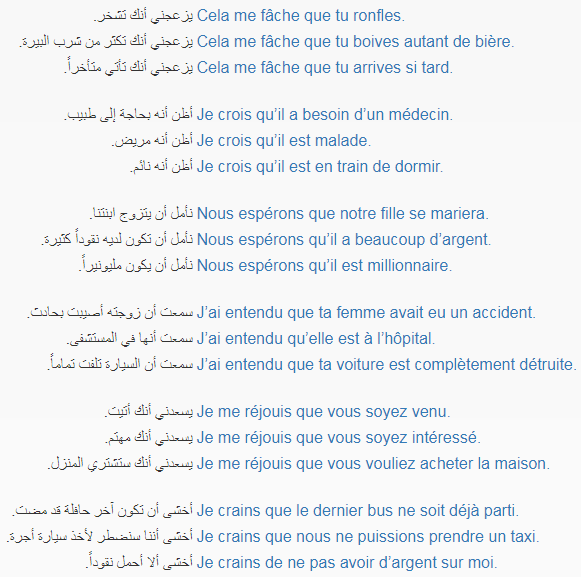 يزعجني أنك تشخر. Cela me fâche que tu ronfles.
يزعجني أنك تكثر من شرب البيرة. Cela me fâche que tu boives autant de bière.
يزعجني أنك تأتي متأخراً. Cela me fâche que tu arrives si tard.
أظن أنه بحاجة إلى طبيب. Je crois qu’il a besoin d’un médecin.
أظن أنه مريض. Je crois qu’il est malade.
أظن أنه نائم. Je crois qu’il est en train de dormir.
نأمل أن يتزوج ابنتنا. Nous espérons que notre fille se mariera.
نأمل أن تكون لديه نقوداً كثيرة. Nous espérons qu’il a beaucoup d’argent.
نأمل أن يكون مليونيراً. Nous espérons qu’il est millionnaire.
سمعت أن زوجته أصيبت بحادث. J’ai entendu que ta femme avait eu un accident.
سمعت أنها في المستشفى. J’ai entendu qu’elle est à l’hôpital.
سمعت أن السيارة تلفت تماماً. J’ai entendu que ta voiture est complètement détruite.
يسعدني أنك أتيت. Je me réjouis que vous soyez venu.
يسعدني أنك مهتم. Je me réjouis que vous soyez intéressé.
يسعدني أنك ستشتري المنزل. Je me réjouis que vous vouliez acheter la maison.
أخشى أن تكون آخر حافلة قد مضت. Je crains que le dernier bus ne soit déjà parti.
أخشى أننا سنضطر لأخذ سيارة أجرة. Je crains que nous ne puissions prendre un taxi.
أخشى ألا أحمل نقوداً. Je crains de ne pas avoir d’argent sur moi.